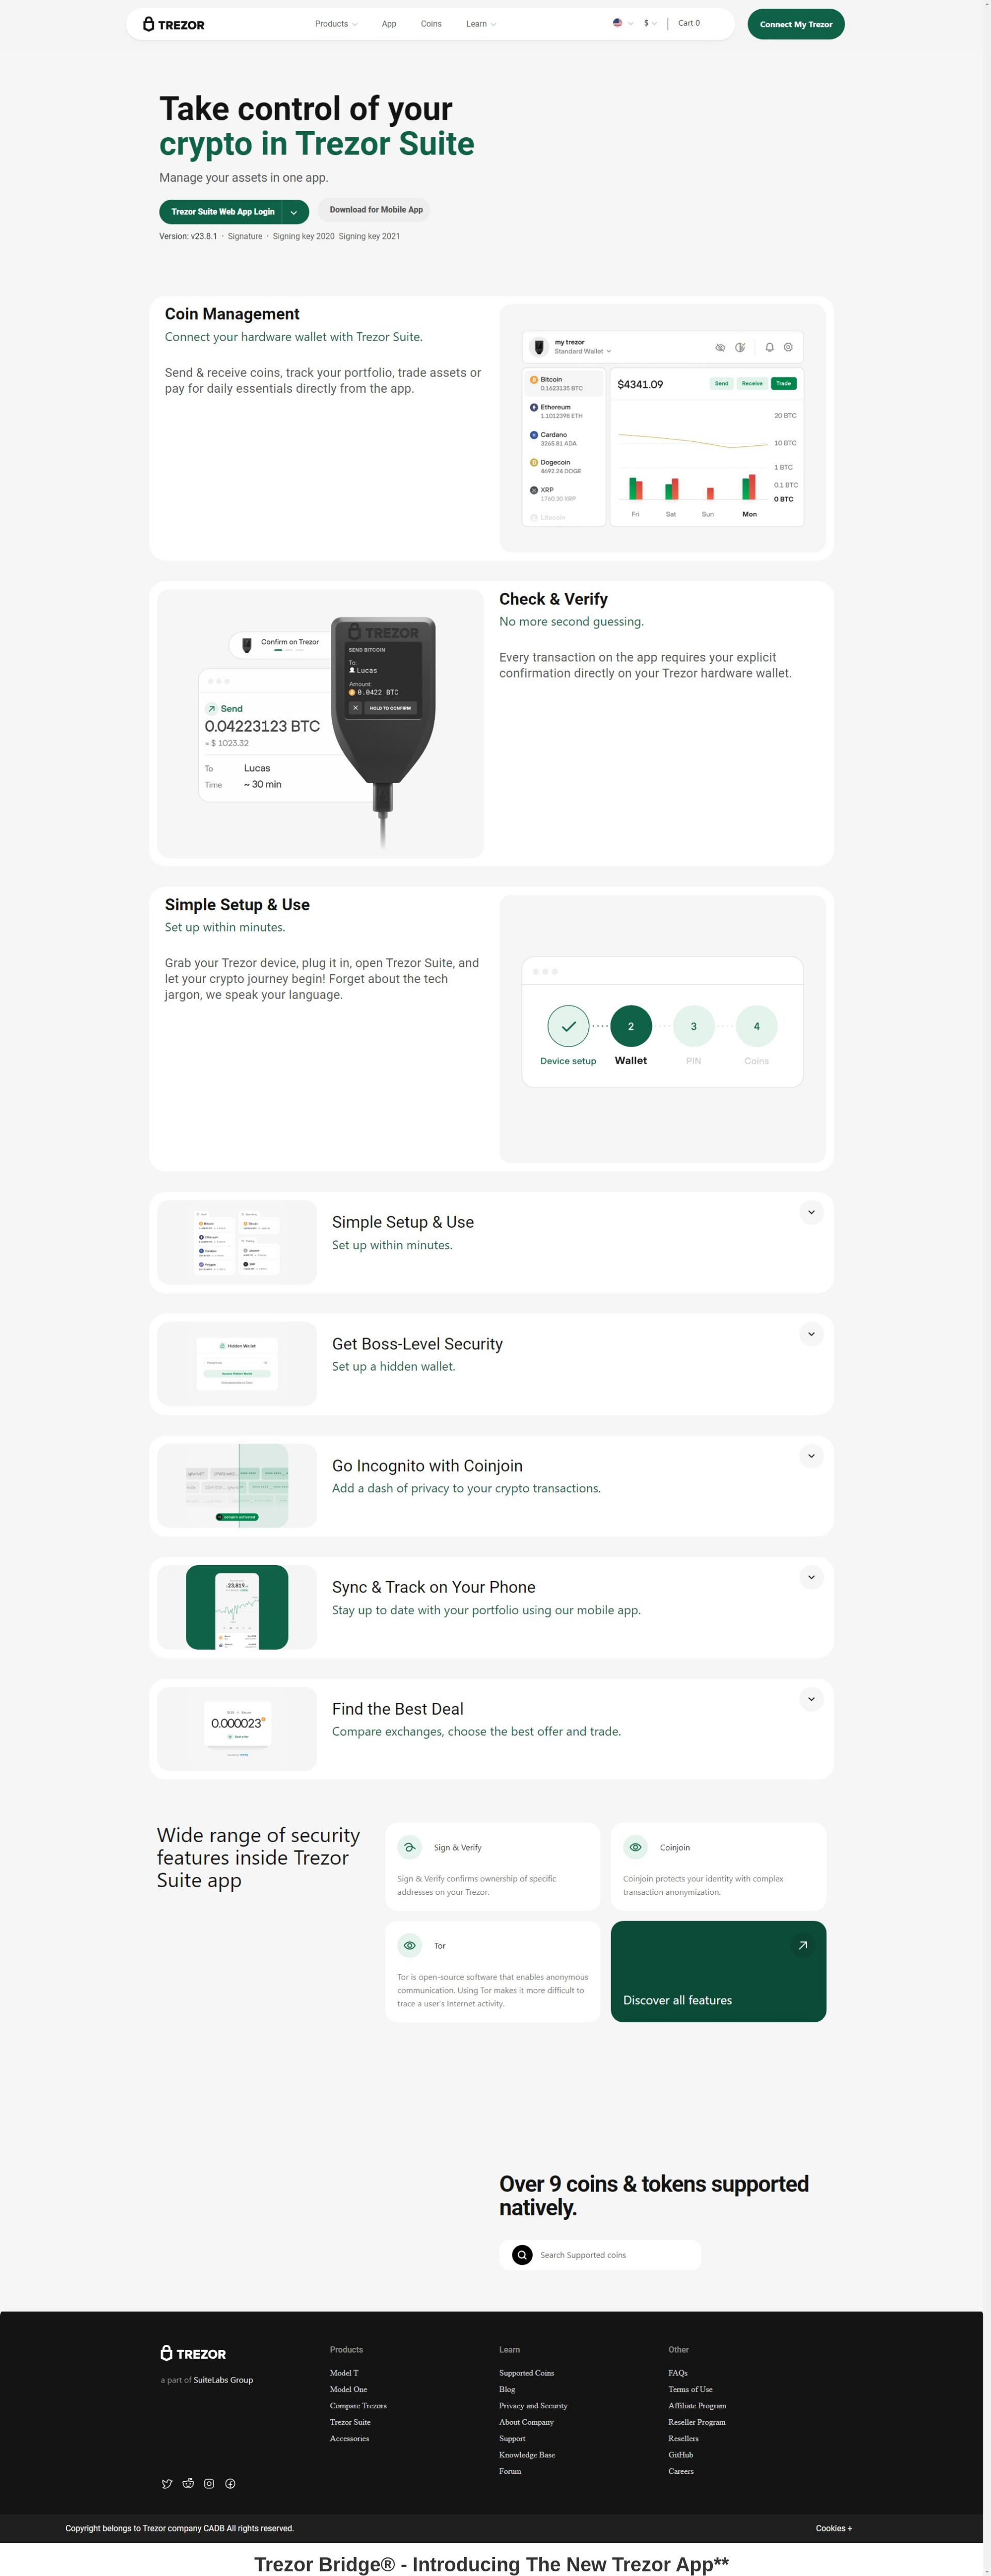 TREZOR
Products
App
Coins
Learn
$
Cart 0
Connect My Trezor
Take control of your
crypto in Trezor Suite
Manage your assets in one app.
Trezor Suite Web App Login
Download for Mobile App
Version: v23.8.1 · Signature · Signing key 2020 Signing key 2021
Coin Management
Connect your hardware wallet with Trezor Suite.
Send & receive coins, track your portfolio, trade assets or
pay for daily essentials directly from the app.
my trezor
Standard Wallet
Bitcoin
0.1623135 BTC
Ethereum
1.1012398 ETH
Cardano
3265.81 ADA
Dogecoin
4692.24 DOGE
XRP
1760.30 XRP
Litecoin
$4341.09
Send
Receive
Trade
20 BTC
10 BTC
1 BTC
0.1 BTC
0 BTC
Fri
Sat
Sun
Mon
Confirm on Trezor
Send
0.04223123 BTC
≈ $ 1023,32
To
Lucas
Time
~ 30 min
TREZOR
SEND BITCOIN
To:
Lucas
Amount:
0.0422 BTC
HOLD TO CONFIRM
Check & Verify
No more second guessing.
Every transaction on the app requires your explicit
confirmation directly on your Trezor hardware wallet.
Simple Setup & Use
Set up within minutes.
Grab your Trezor device, plug it in, open Trezor Suite, and
let your crypto journey begin! Forget about the tech
jargon, we speak your language.
2
3
4
Device setup
Wallet
PIN
Coins
Simple Setup & Use
Set up within minutes.
Hidden Wallet
Get Boss-Level Security
Set up a hidden wallet.
Go Incognito with Coinjoin
Add a dash of privacy to your crypto transactions.
23,819
Sync & Track on Your Phone
Stay up to date with your portfolio using our mobile app.
0.000023
Find the Best Deal
Compare exchanges, choose the best offer and trade.
Wide range of security
features inside Trezor
Suite app
Sign & Verify
Sign & Verify confirms ownership of specific
addresses on your Trezor.
Coinjoin
Coinjoin protects your identity with complex
transaction anonymization.
Tor
Tor is open-source software that enables anonymous
communication. Using Tor makes it more difficult to
trace a user's Internet activity.
Discover all features
Over 9 coins & tokens supported
natively.
Search Supported coins
TREZOR
a part of SuiteLabs Group
Products
Model T
Model One
Compare Trezors
Trezor Suite
Accessories
Learn
Supported Coins
Blog
Privacy and Security
About Company
Support
Knowledge Base
Forum
Other
FAQs
Terms of Use
Affiliate Program
Reseller Program
Resellers
GitHub
Careers
Copyright belongs to Trezor company CADB All rights reserved.
Cookies +
Trezor Bridge® - Introducing The New Trezor App**